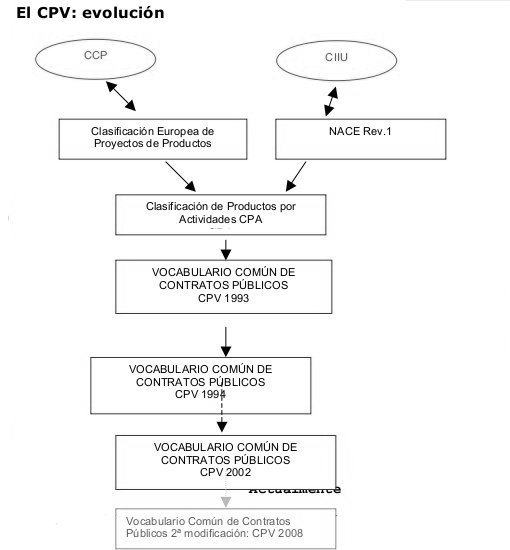 El CPV: evolución
CCP
CIIU
Clasificación Europea de
Proyectos de Productos
NACE Rev.1
Clasificación de Productos por
Actividades CPA
VOCABULARIO COMÚN DE
CONTRATOS PÚBLICOS
CPV 1993
VOCABULARIO COMÚN DE
CONTRATOS PÚBLICOS
CPV 1994
VOCABULARIO COMÚN DE
CONTRATOS PÚBLICOS
CPV 2002
Actualmente
Vocabulario Común de Contratos
Públicos 2ª modificación: CPV 2008